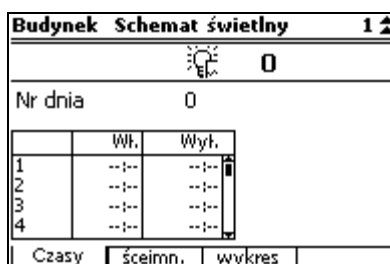 Budynek Schemat świetlny 1
0
Nr dnia 0
Wł. Wył.
1 --:-- --:--
2 --:-- --:--
3 --:-- --:--
4 --:-- --:--
Czasy ściemn. wykres